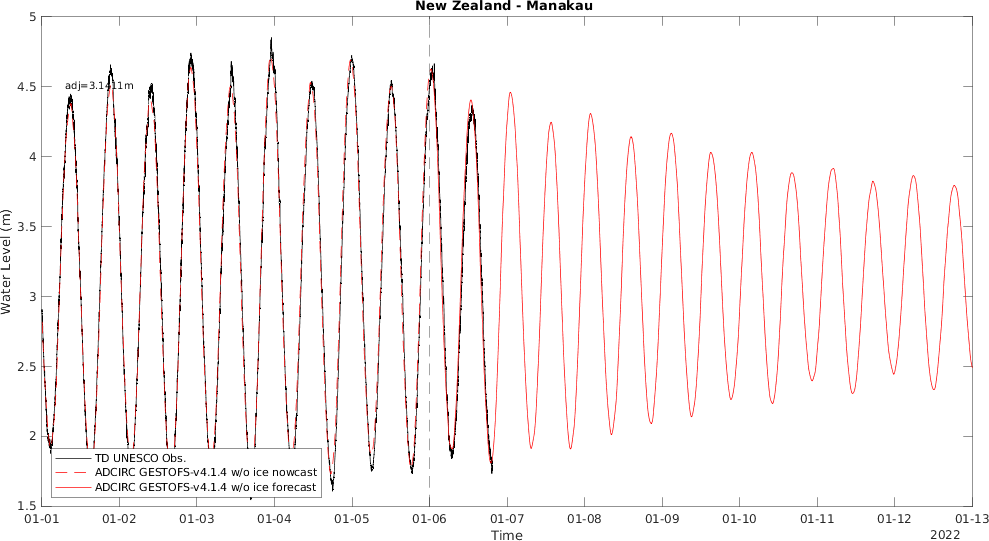 New Zealand - Manakau
5
4.5
4
3.5
3
2.5
2
1.5
Water Level (m)
adj=3.1411m
TD UNESCO Obs.
ADCIRC GESTOFS-v4.1.4 w/o ice nowcast
ADCIRC GESTOFS-v4.1.4 w/o ice forecast
01-01 01-02 01-03 01-04 01-05 01-06 01-07 01-08 01-09 01-10 01-11 01-12 01-13
Time
2022